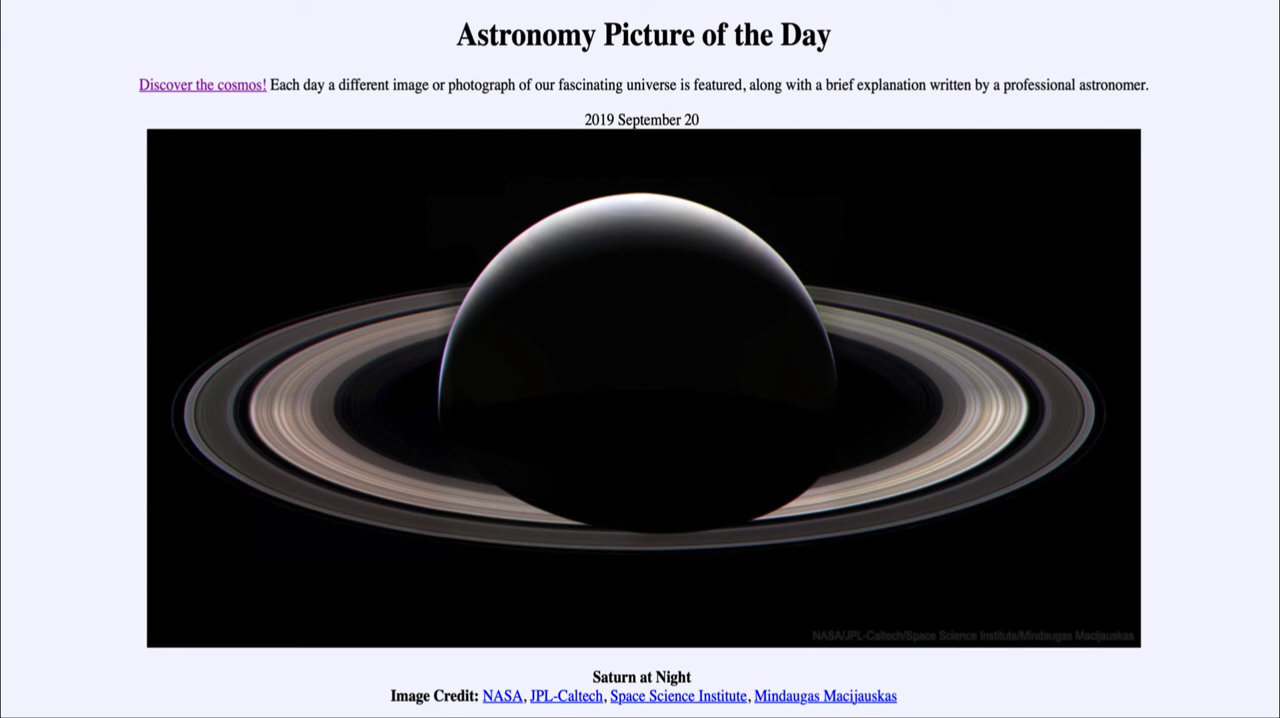 Astronomy Picture of the Day
Discover the cosmos! Each day a different image or photograph of our fascinating universe is featured, along with a brief explanation written by a professional astronomer.
2019 September 20
NASA/JPL-Caltech/Space Science Institute/Mindaugas Macijauskas
Saturn at Night
Image Credit: NASA, JPL-Caltech, Space Science Institute, Mindaugas Macijauskas